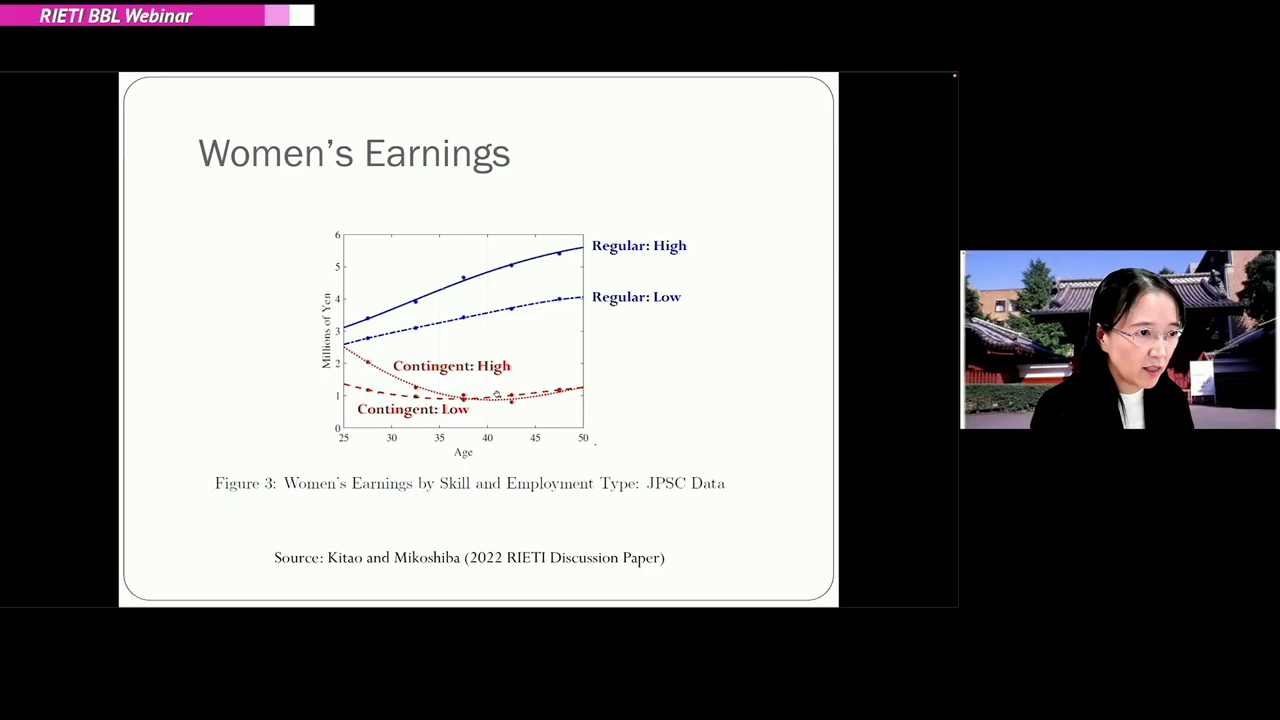 RIETI BBL Webinar
Women's Earnings
6
5
4
3
2
1
0
Millions of Yen
25 30 35 40 45 50
Age
Regular: High
Regular: Low
Contingent: High
Contingent: Low
Figure 3: Women's Earnings by Skill and Employment Type: JPSC Data
Source: Kitao and Mikoshiba (2022 RIETI Discussion Paper)